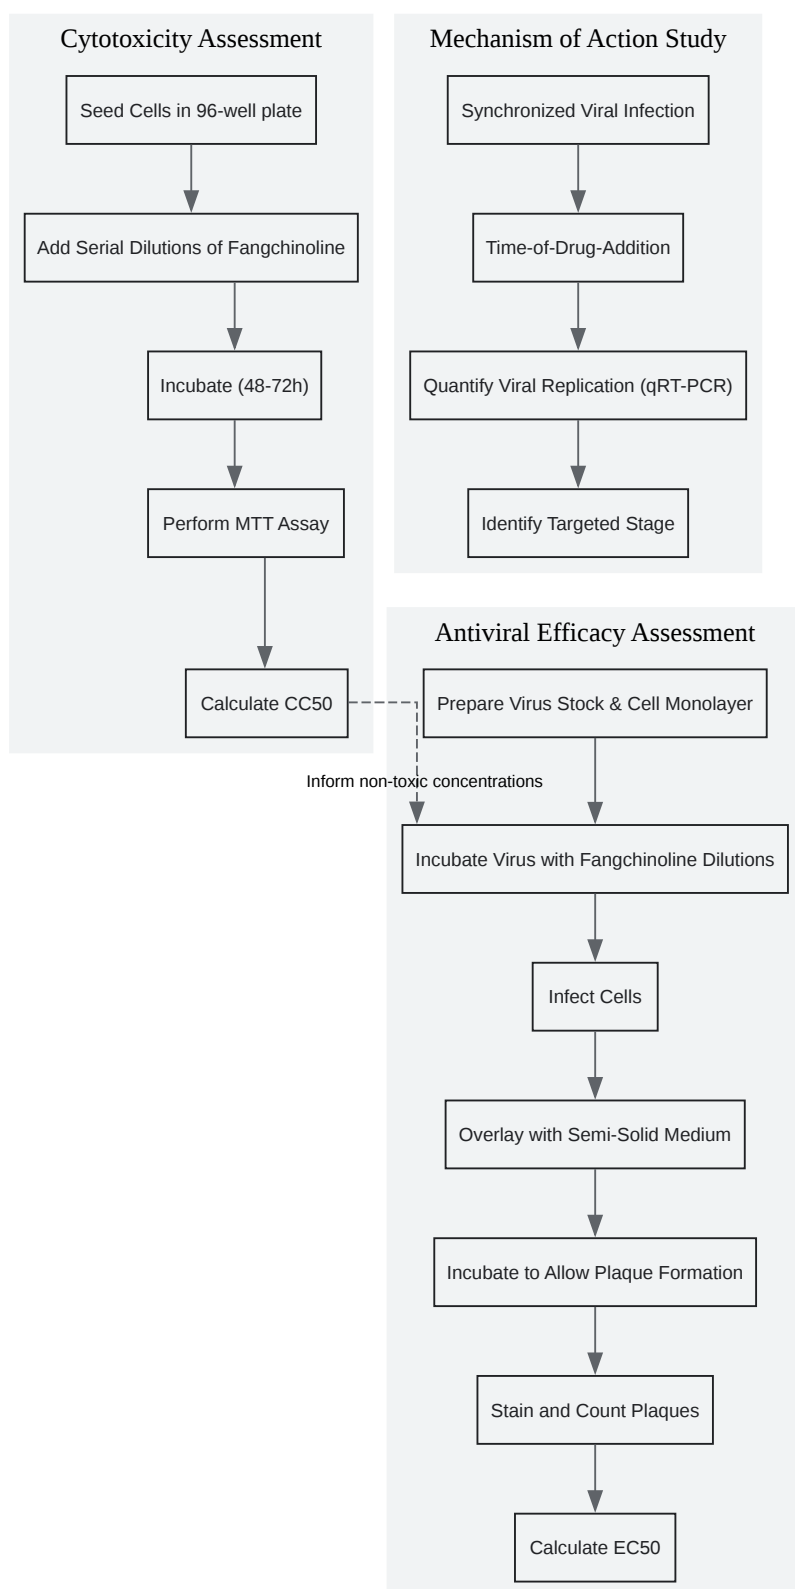 Cytotoxicity Assessment
Seed Cells in 96-well plate
Add Serial Dilutions of Fangchinoline
Incubate (48-72h)
Perform MTT Assay
Calculate CC50
Inform non-toxic concentrations
Mechanism of Action Study
Synchronized Viral Infection
Time-of-Drug-Addition
Quantify Viral Replication (qRT-PCR)
Identify Targeted Stage
Antiviral Efficacy Assessment
Prepare Virus Stock & Cell Monolayer
Incubate Virus with Fangchinoline Dilutions
Infect Cells
Overlay with Semi-Solid Medium
Incubate to Allow Plaque Formation
Stain and Count Plaques
Calculate EC50